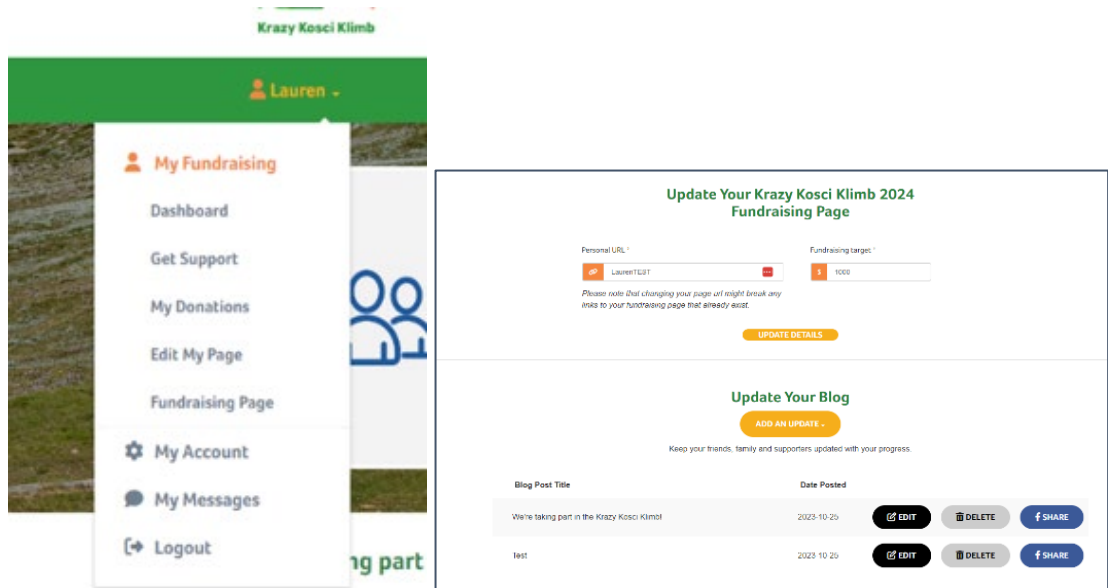 Krazy Kosci Klimb
Lauren
My Fundraising
Dashboard
Get Support
My Donations
Edit My Page
Fundraising Page
My Account
My Messages
Logout
ng part
Update Your Krazy Kosci Klimb 2024
Fundraising Page
Personal URL *
Fundraising target *
LaurenTEST
$ 1000
Please note that changing your page url might break any
links to your fundraising page that already exist.
UPDATE DETAILS
Update Your Blog
ADD AN UPDATE
Keep your friends, family and supporters updated with your progress.
Blog Post Title Date Posted
We're taking part in the Krazy Kosci Klimb! 2023-10-25 EDIT DELETE SHARE
Test 2023-10-25 EDIT DELETE SHARE